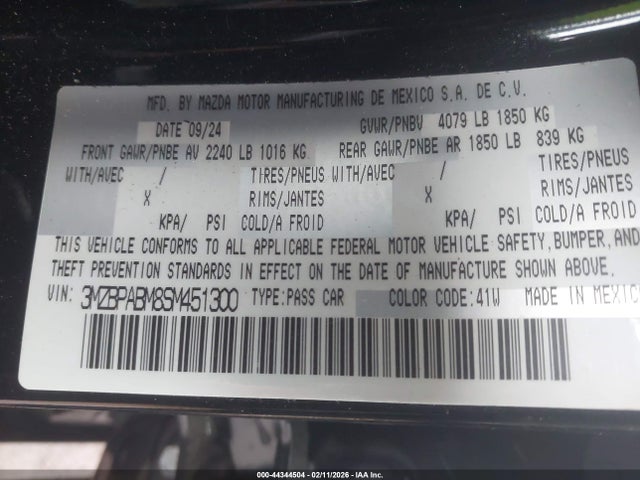 MFD. BY MAZDA MOTOR MANUFACTURING DE MEXICO S.A. DE C.V.
DATE 09/24 GVWR/PNBV 4079 LB 1850 KG
FRONT GAWR/PNBE AV 2240 LB 1016 KG REAR GAWR/PNBE AR 1850 LB 839 KG
WITH/AVEC / TIRES/PNEUS WITH/AVEC / TIRES/PNEUS
X RIMS/JANTES X RIMS/JANTES
KPA/ PSI COLD/A FROID KPA/ PSI COLD/A FROID
THIS VEHICLE CONFORMS TO ALL APPLICABLE FEDERAL MOTOR VEHICLE SAFETY, BUMPER, AND
THEFT PREVENTION STANDARDS IN EFFECT ON THE DATE OF MANUFACTURE SHOWN ABOVE.
VIN: 3MZBPABM8SM451300 TYPE:PASS CAR COLOR CODE:41W MADE IN MEXICO
000-44344504 - 02/11/2026 - IAA Inc.